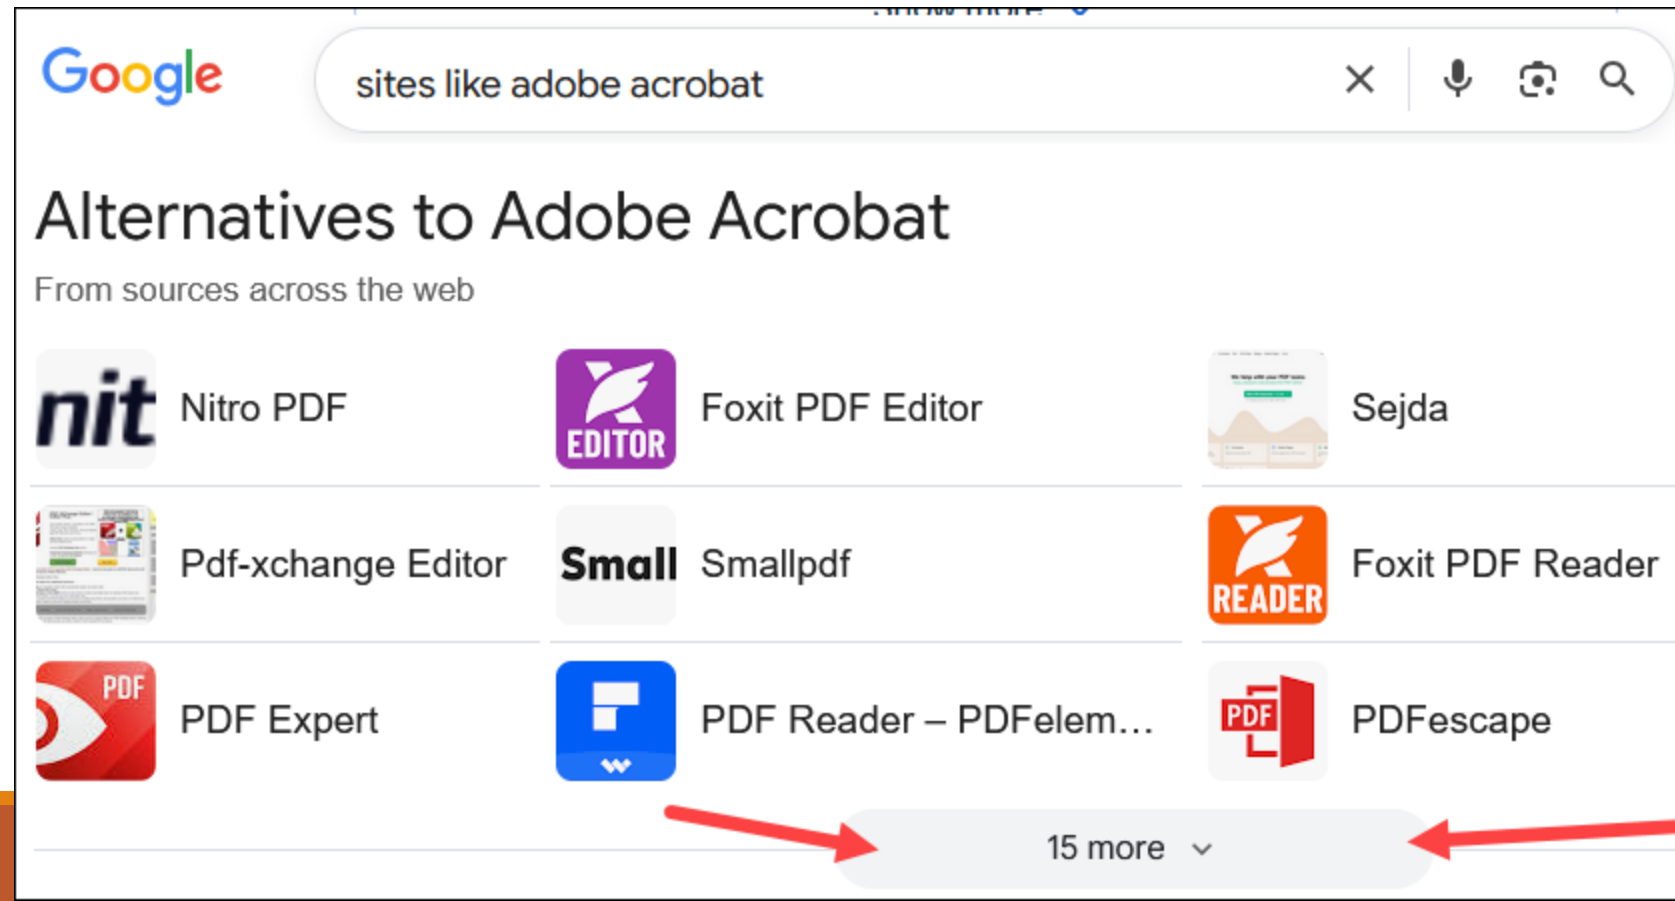 Show more
Google
sites like adobe acrobat
Alternatives to Adobe Acrobat
From sources across the web
nit
Nitro PDF
EDITOR
Foxit PDF Editor
Sejda
Pdf-xchange Editor
Small
Smallpdf
READER
Foxit PDF Reader
PDF
PDF Expert
PDF Reader – PDFelem...
PDF
PDFescape
15 more